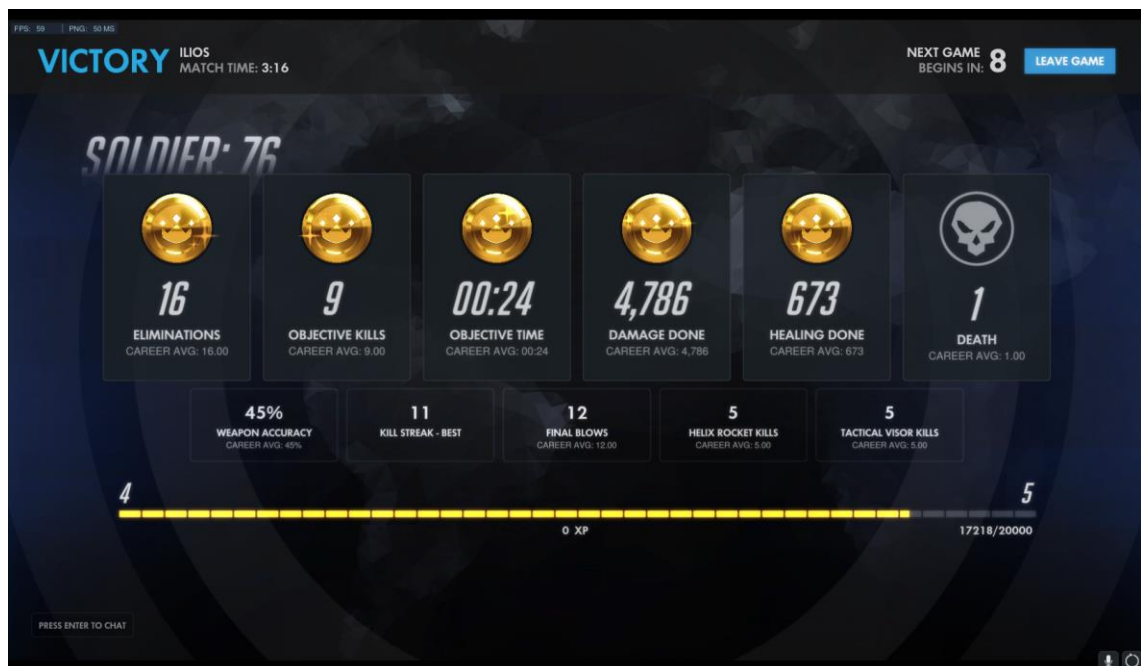 FPS: 59 | PNG: 50 MS
VICTORY
ILIOS
MATCH TIME: 3:16
NEXT GAME
BEGINS IN: 8
LEAVE GAME
SOLDIER: 76
16
ELIMINATIONS
CAREER AVG: 16.00
9
OBJECTIVE KILLS
CAREER AVG: 9.00
00:24
OBJECTIVE TIME
CAREER AVG: 00:24
4,786
DAMAGE DONE
CAREER AVG: 4,786
673
HEALING DONE
CAREER AVG: 673
1
DEATH
CAREER AVG: 1.00
45%
WEAPON ACCURACY
CAREER AVG: 45%
11
KILL STREAK - BEST
12
FINAL BLOWS
CAREER AVG: 12.00
5
HELIX ROCKET KILLS
CAREER AVG: 5.00
5
TACTICAL VISOR KILLS
CAREER AVG: 5.00
4
5
0 XP
17218/20000
PRESS ENTER TO CHAT